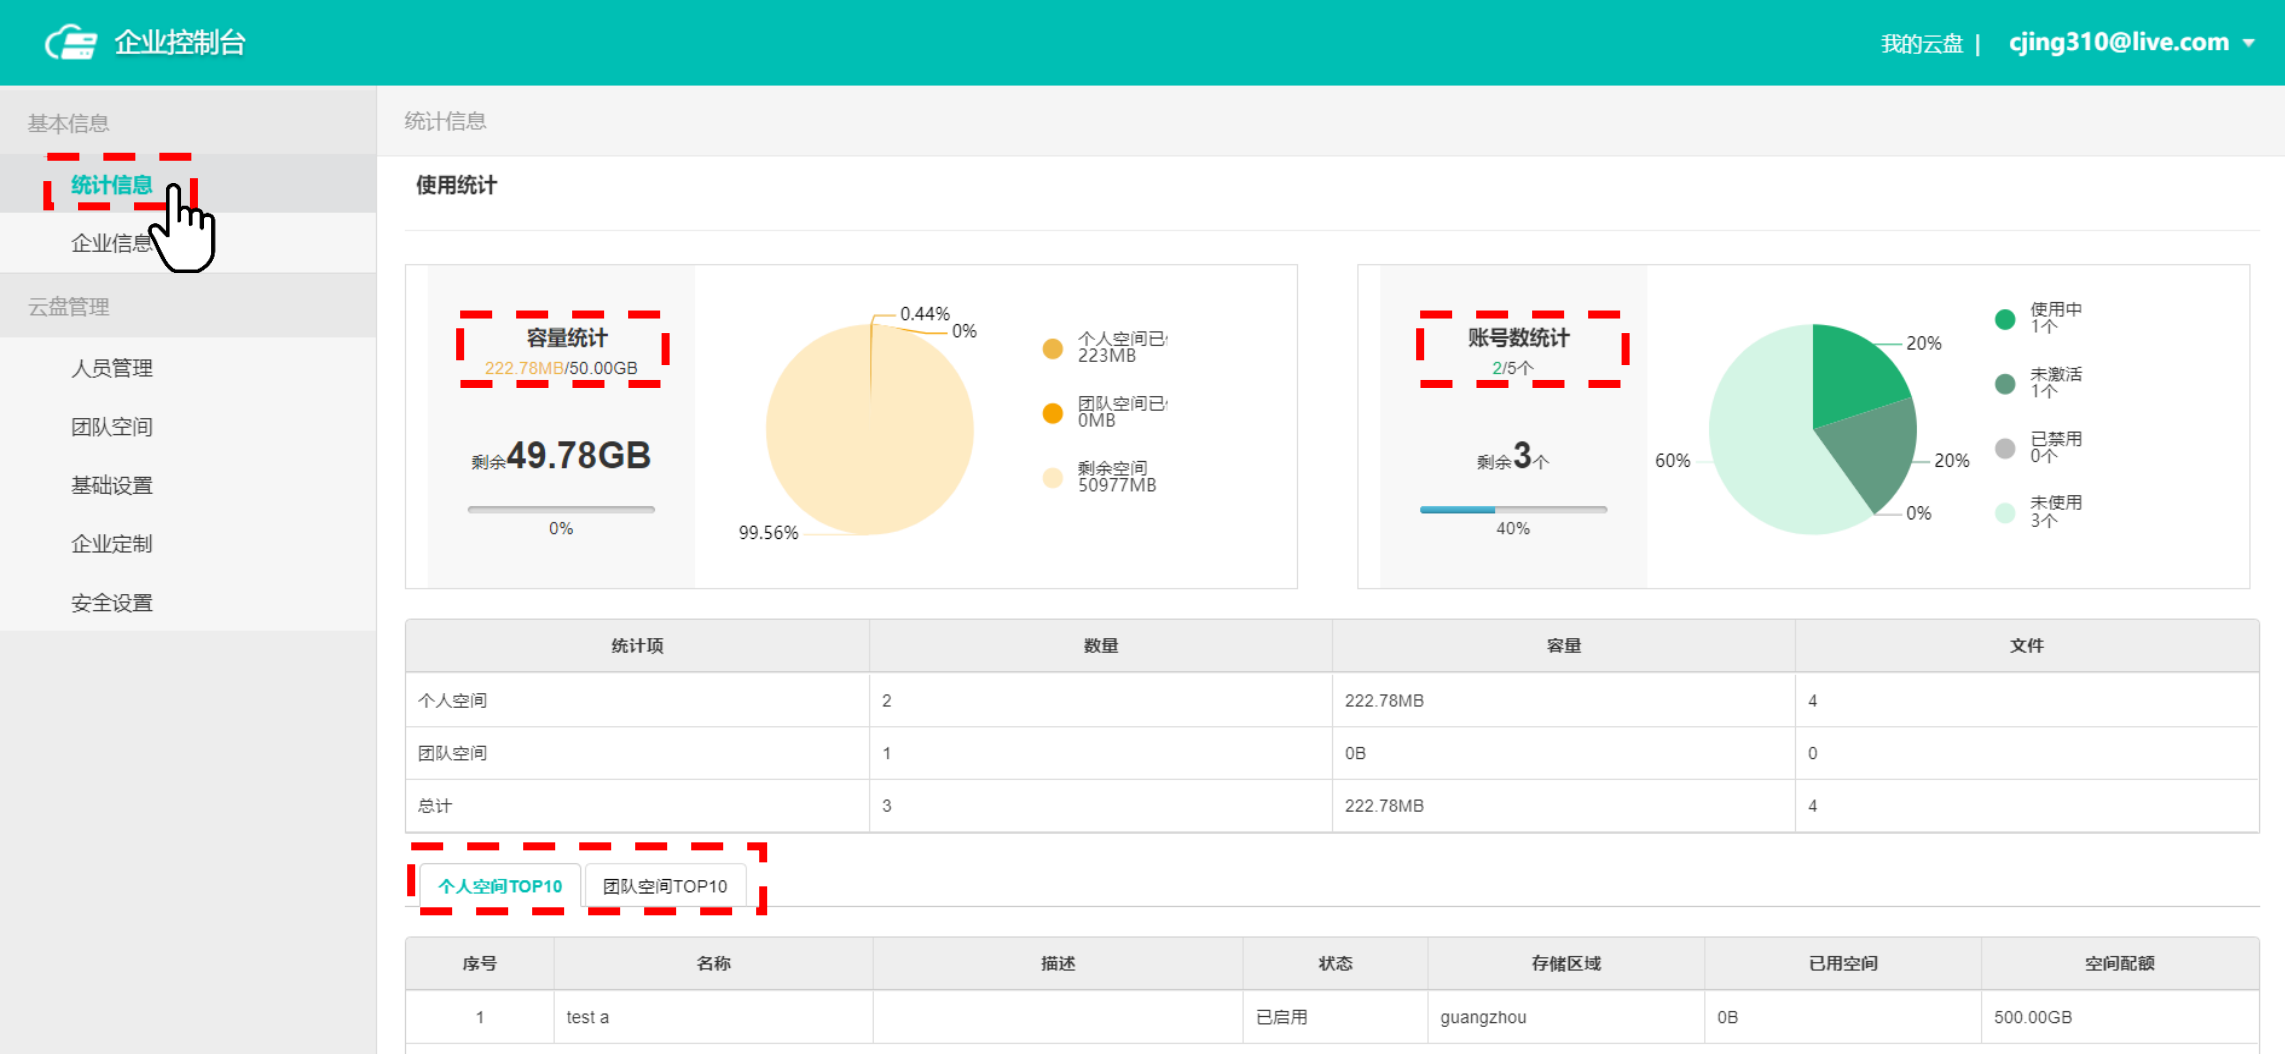 企业控制台
我的云盘 |
cjing310@live.com
基本信息
统计信息
企业信息
云盘管理
人员管理
团队空间
基础设置
企业定制
安全设置
统计信息
使用统计
容量统计
222.78MB/50.00GB
剩余49.78GB
0%
0.44%
0%
99.56%
个人空间已
223MB
团队空间已
0MB
剩余空间
50977MB
账号数统计
2/5个
剩余3个
40%
20%
20%
0%
60%
使用中
1个
未激活
1个
已禁用
0个
未使用
3个
统计项 数量 容量 文件
个人空间 2 222.78MB 4
团队空间 1 0B 0
总计 3 222.78MB 4
个人空间TOP10 团队空间TOP10
序号 名称 描述 状态 存储区域 已用空间 空间配额
1 test a 已启用 guangzhou 0B 500.00GB